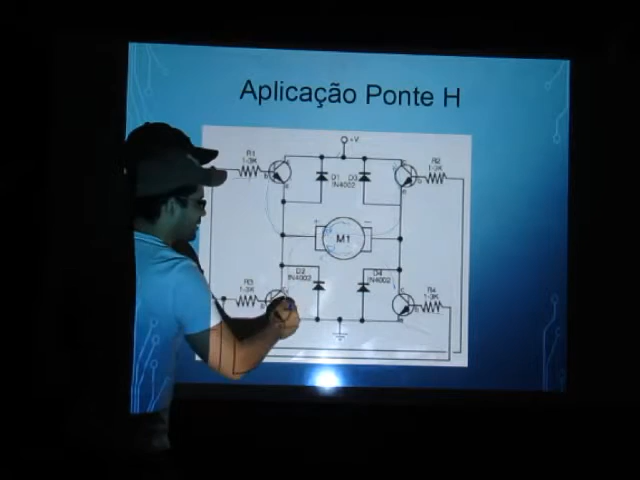 Aplicação Ponte H
+V
R1
1-3K
D1
1N4002
D3
R2
1-3K
+
M1
R3
1-3K
D2
1N4002
D4
1N4002
R4
1-3K